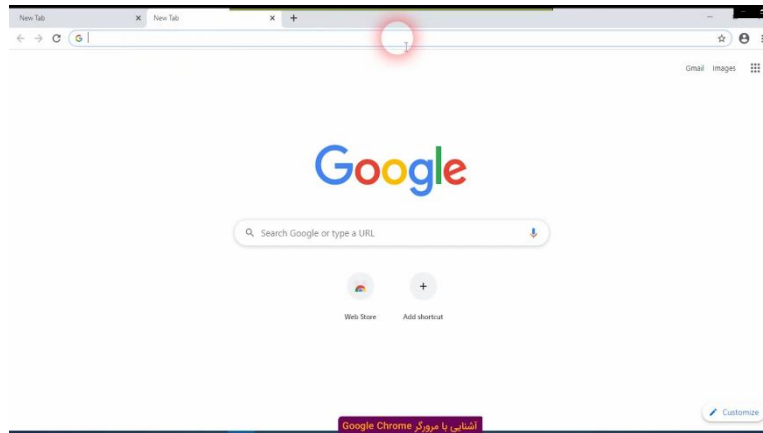 New Tab
New Tab
Gmail Images
Google
Search Google or type a URL
Web Store Add shortcut
Customize
آشنایی با مرورگر Google Chrome